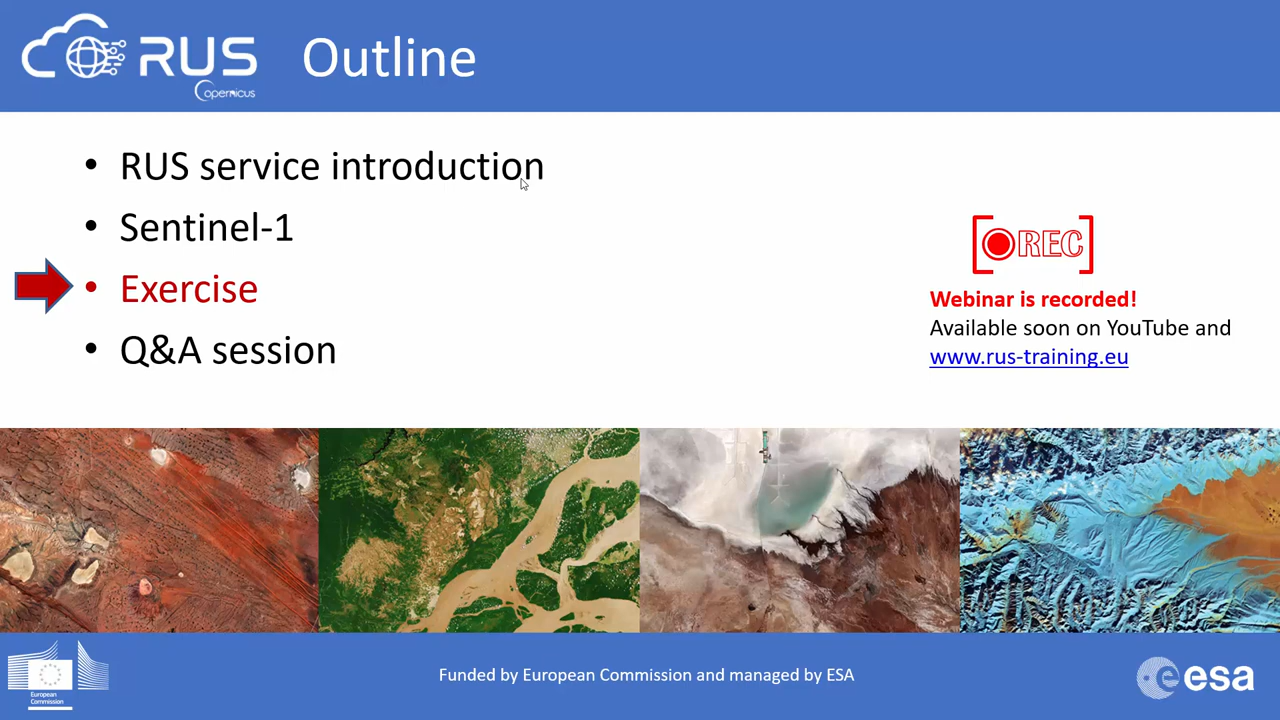 RUS
Copernicus
Outline
• RUS service introduction
• Sentinel-1
• Exercise
• Q&A session
REC
Webinar is recorded!
Available soon on YouTube and
www.rus-training.eu
European
Commission
Funded by European Commission and managed by ESA
esa